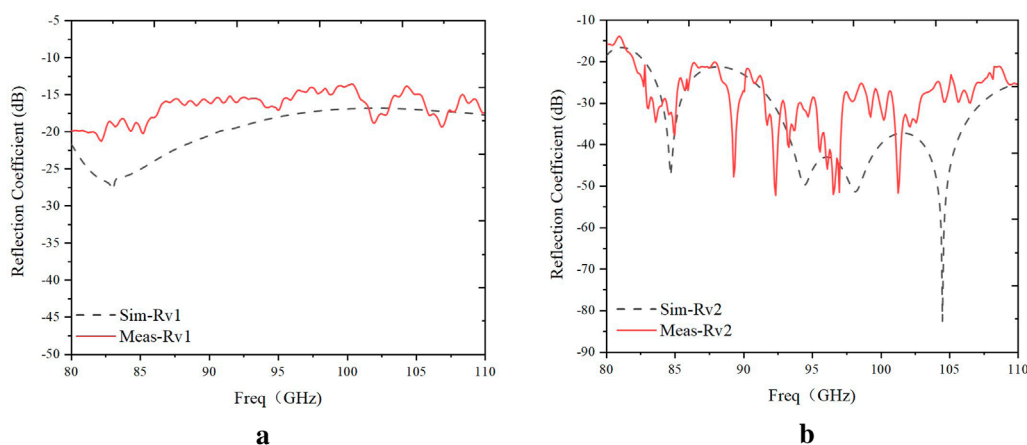 -5
-10
-15
-20
-25
-30
-35
-40
-45
-50
Reflection Coefficient (dB)
Sim-Rv1
Meas-Rv1
80 85 90 95 100 105 110
Freq（GHz)
a
-10
-20
-30
-40
-50
-60
-70
-80
-90
Reflection Coefficient (dB)
Sim-Rv2
Meas-Rv2
80 85 90 95 100 105 110
Freq（GHz)
b